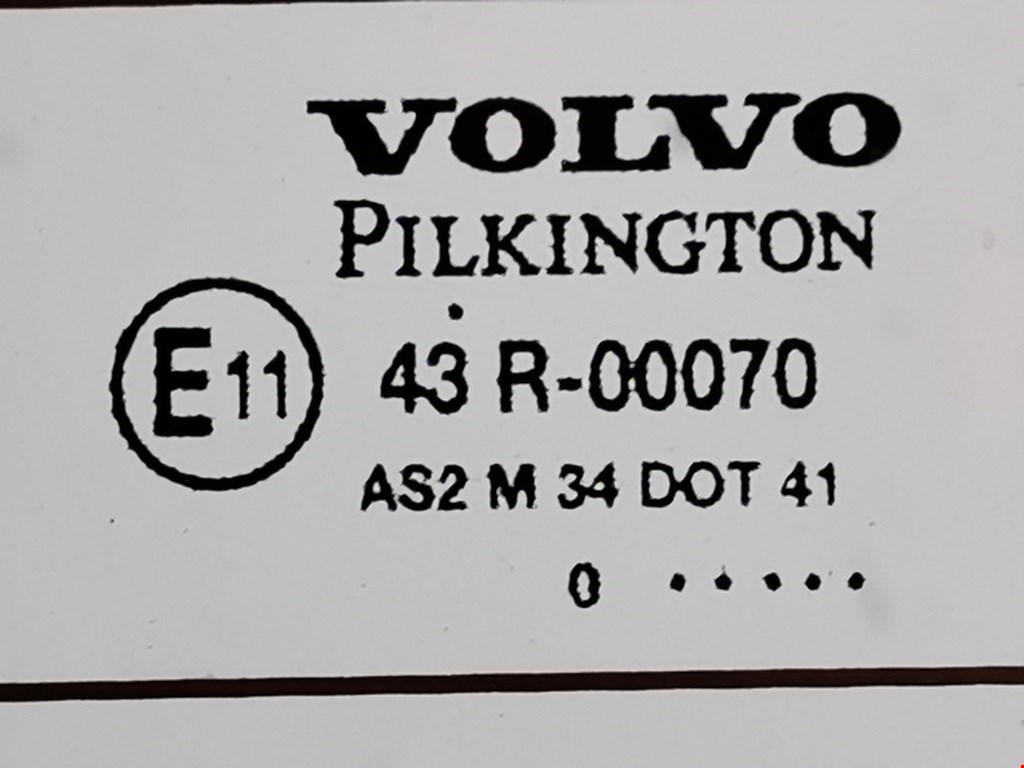 VOLVO
PILKINGTON
E11 43 R-00070
AS2 M 34 DOT 41
0 • • • • •